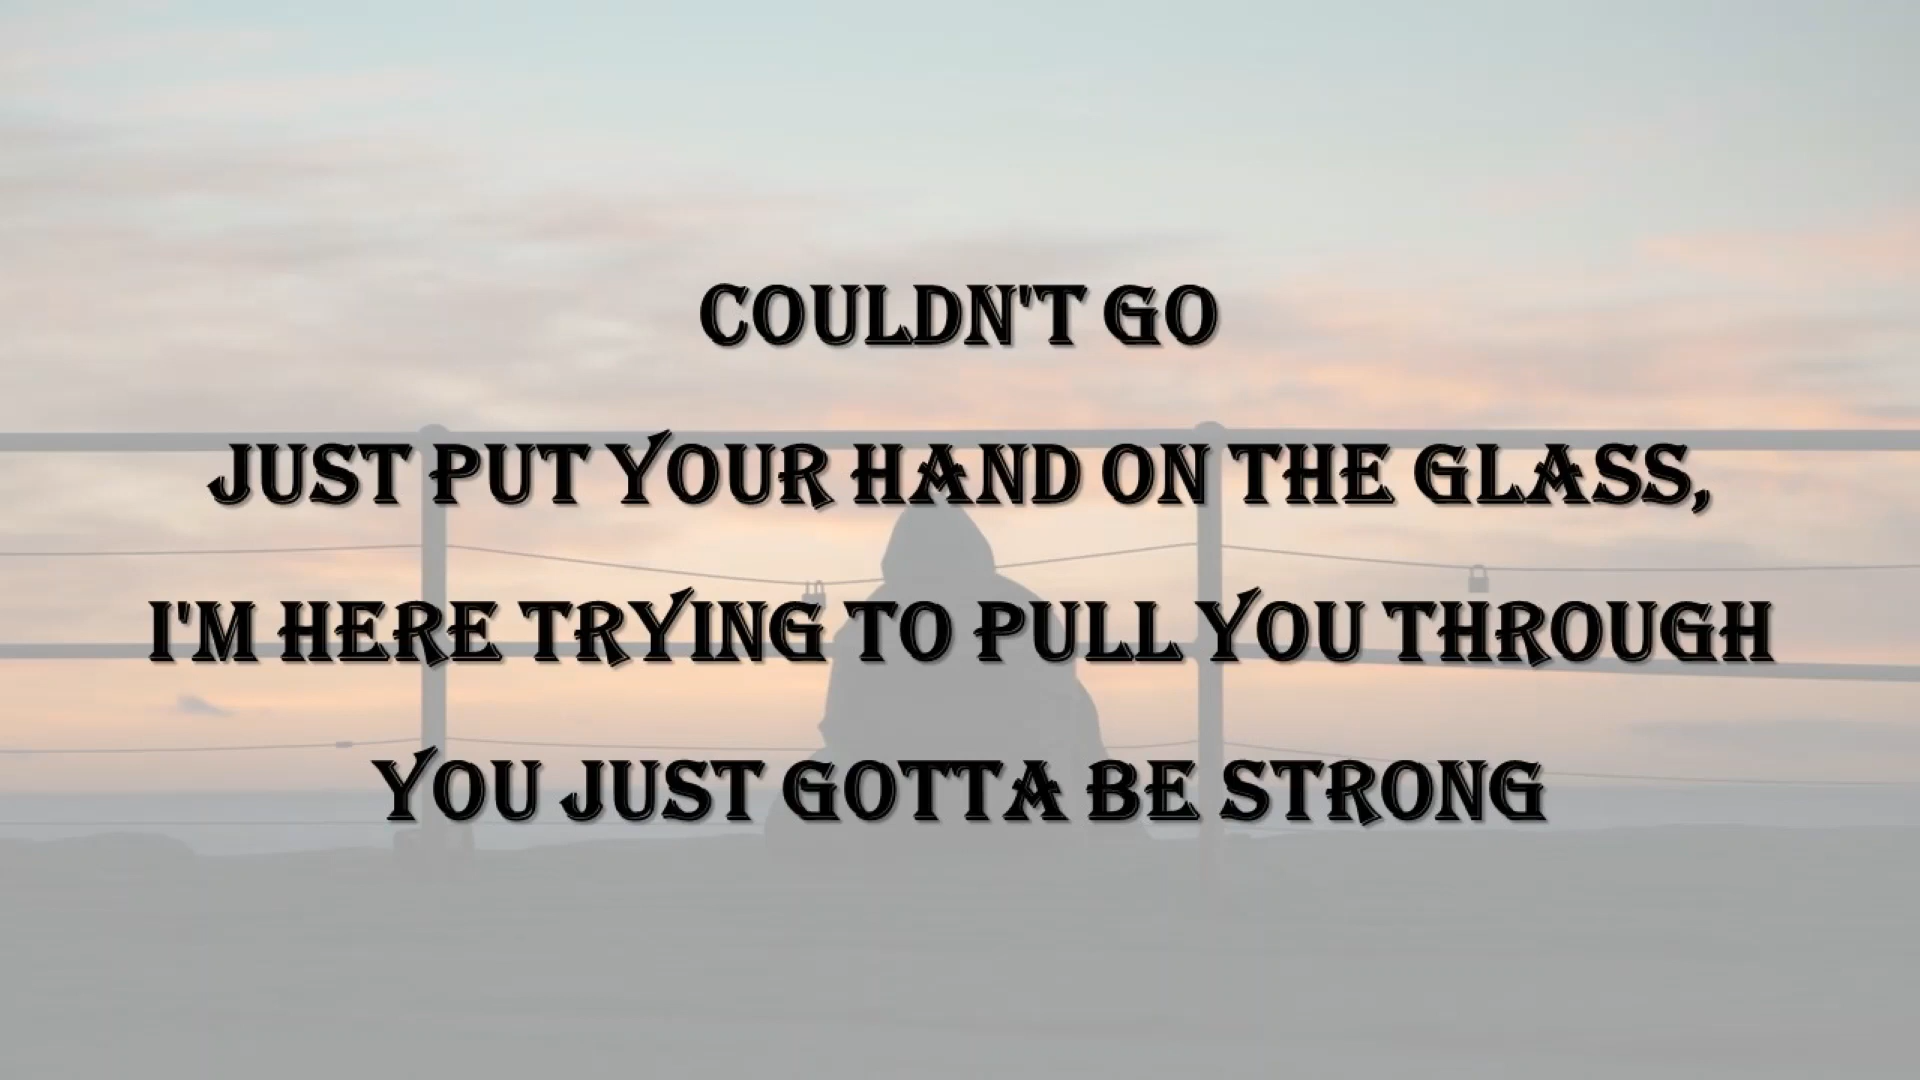 COULDN'T GO
JUST PUT YOUR HAND ON THE GLASS,
I'M HERE TRYING TO PULL YOU THROUGH
YOU JUST GOTTA BE STRONG